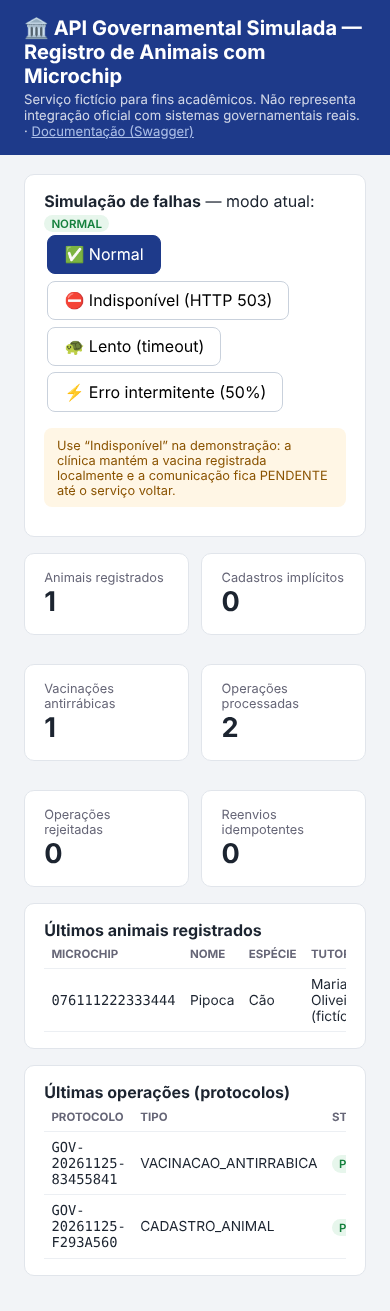 🏛️ API Governamental Simulada —
Registro de Animais com
Microchip
Serviço fictício para fins acadêmicos. Não representa
integração oficial com sistemas governamentais reais.
· Documentação (Swagger)
Simulação de falhas — modo atual:
NORMAL
✅ Normal
⛔ Indisponível (HTTP 503)
🐢 Lento (timeout)
⚡ Erro intermitente (50%)
Use “Indisponível” na demonstração: a
clínica mantém a vacina registrada
localmente e a comunicação fica PENDENTE
até o serviço voltar.
Animais registrados
1
Cadastros implícitos
0
Vacinações
antirrábicas
1
Operações
processadas
2
Operações
rejeitadas
0
Reenvios
idempotentes
0
Últimos animais registrados
MICROCHIP NOME ESPÉCIE
076111222333444 Pipoca Cão Maria
Últimas operações (protocolos)
PROTOCOLO TIPO
GOV-
20261125-
83455841
VACINACAO_ANTIRRABICA
GOV-
20261125-
F293A560
CADASTRO_ANIMAL